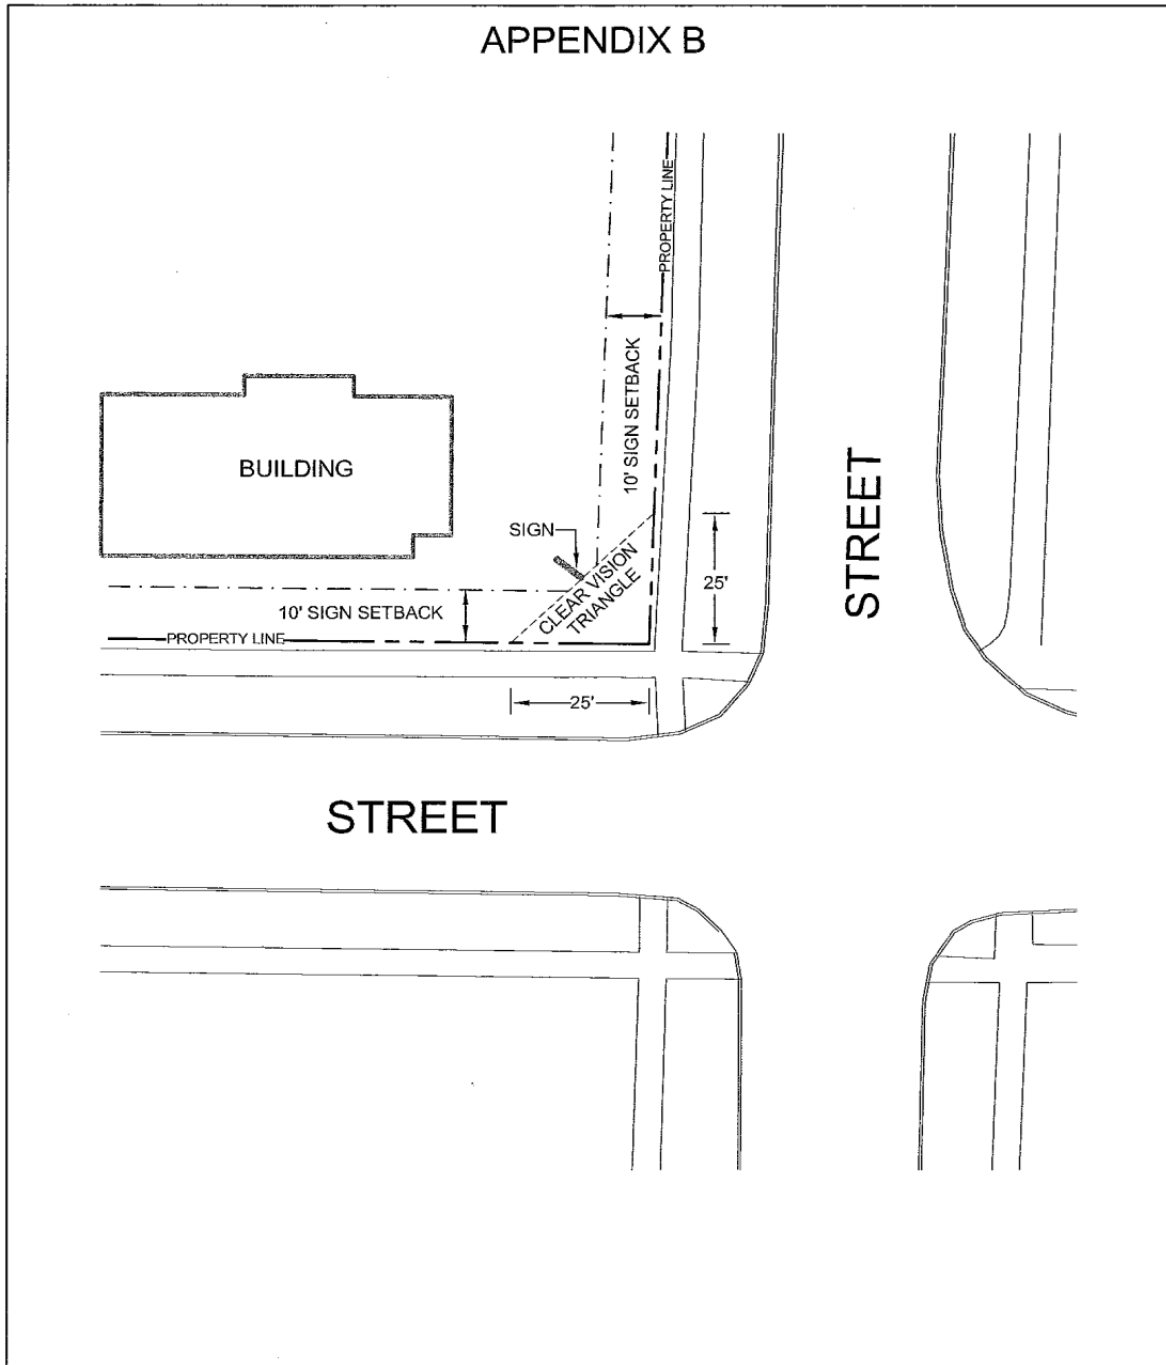 APPENDIX B
PROPERTY LINE
10' SIGN SETBACK
BUILDING
STREET
SIGN
CLEAR VISION
TRIANGLE
25'
10' SIGN SETBACK
PROPERTY LINE
25'
STREET